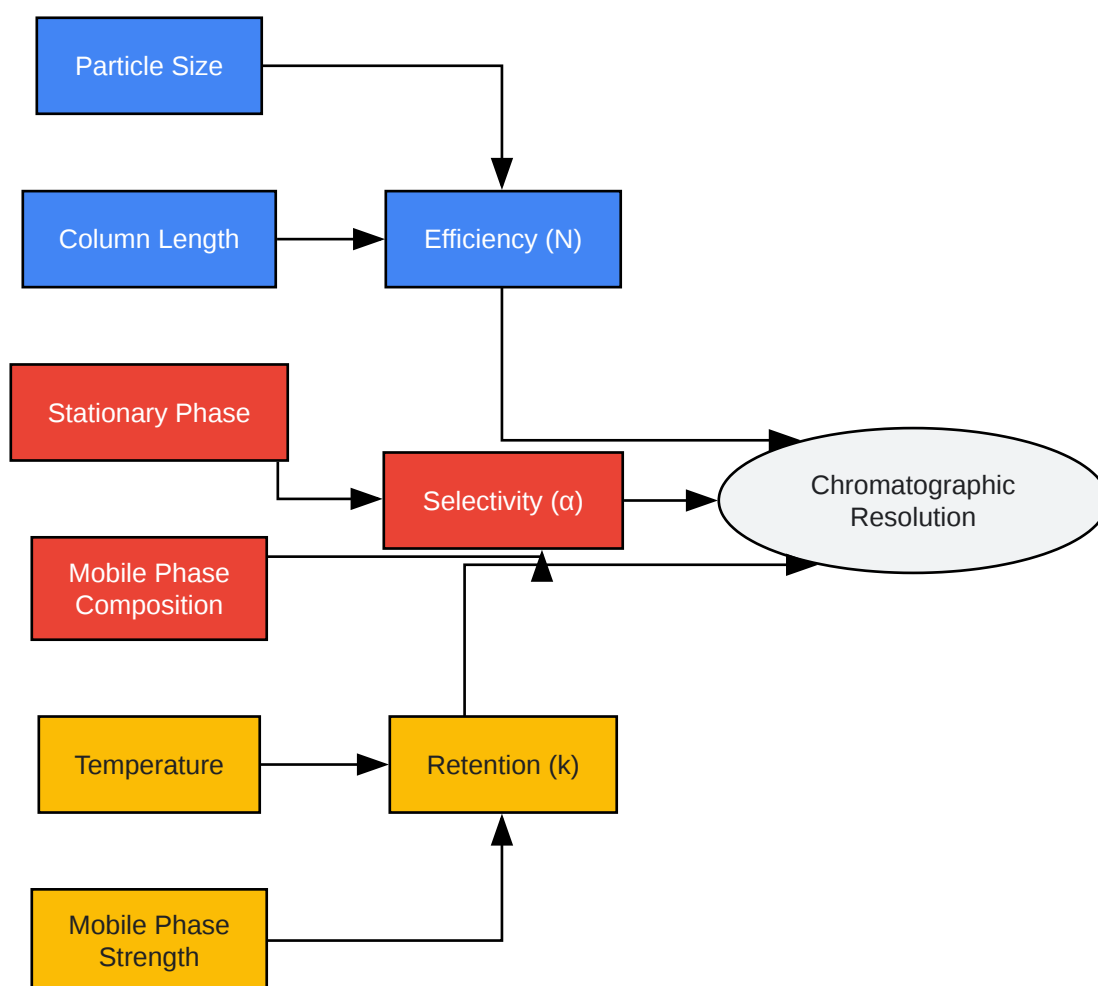 Particle Size
Column Length
Efficiency (N)
Stationary Phase
Selectivity (α)
Chromatographic
Resolution
Mobile Phase
Composition
Temperature
Retention (k)
Mobile Phase
Strength